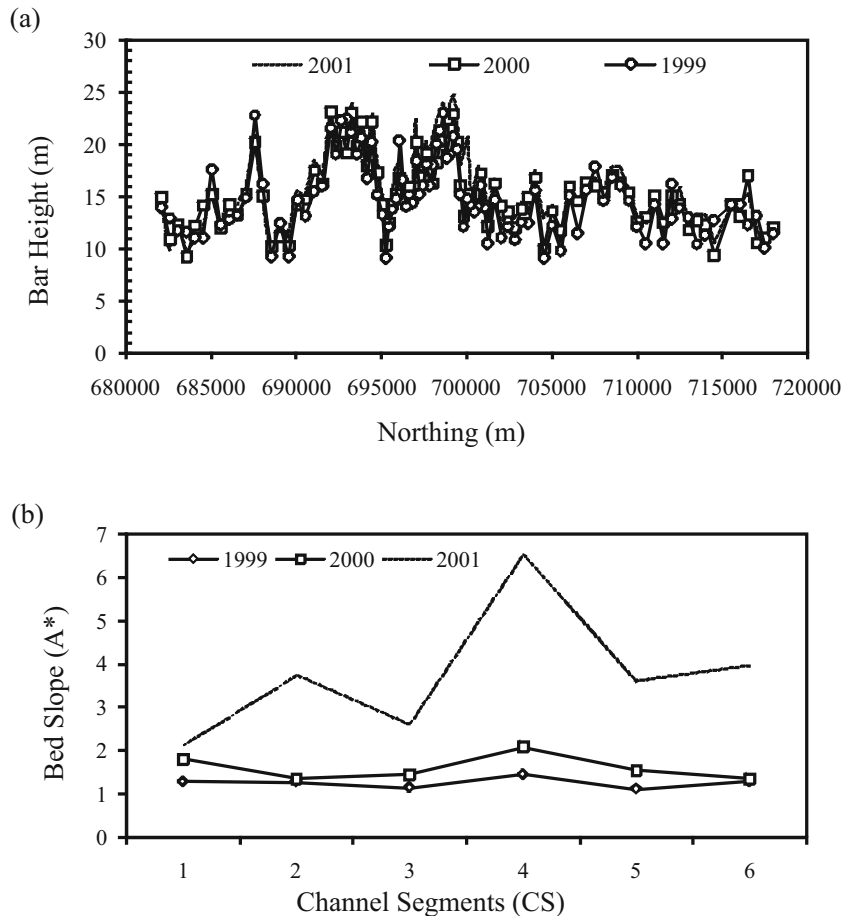 (a)
30
25
20
15
10
5
0
2001 2000 1999
Bar Height (m)
680000 685000 690000 695000 700000 705000 710000 715000 720000
Northing (m)
(b)
7
6
5
4
3
2
1
0
1999 2000 2001
Bed Slope (A*)
1 2 3 4 5 6
Channel Segments (CS)